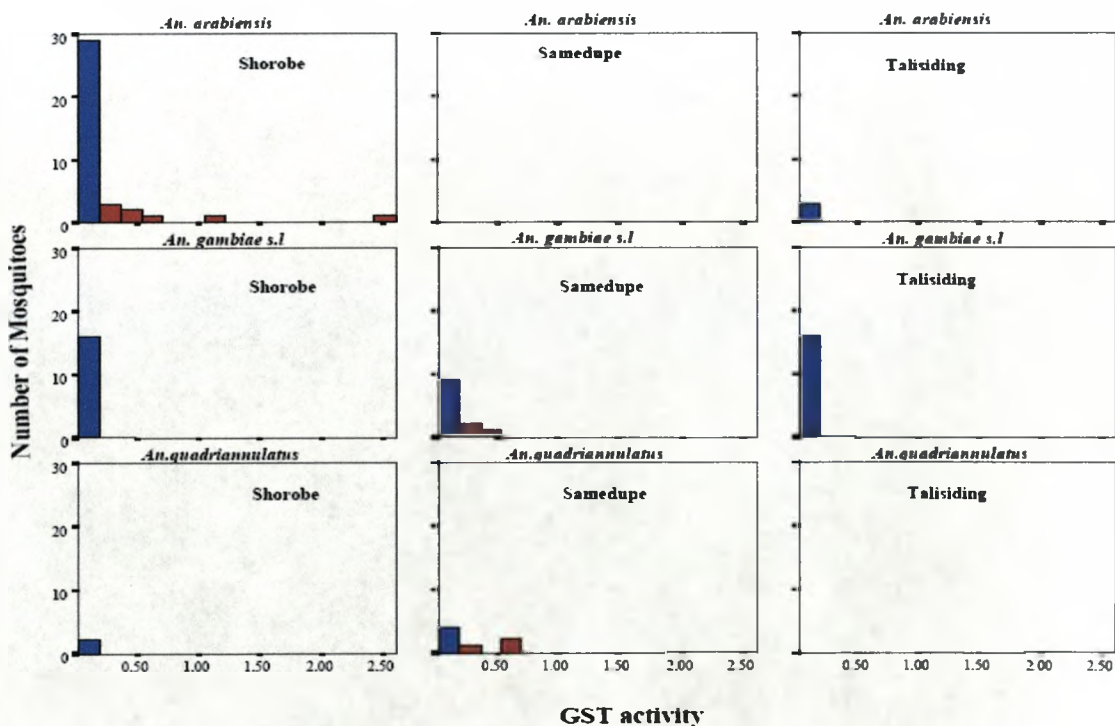 An. arabiensis An. arabiensis An. arabiensis
30 Shorobe Samedupe Talisiding
20
10
0
An. gambiae s.l An. gambiae s.l An. gambiae s.l
30 Shorobe Samedupe Talisiding
20
10
0
An.quadriannulatus An.quadriannulatus An.quadriannulatus
30 Shorobe Samedupe Talisiding
20
10
0
0.50 1.00 1.50 2.00 2.50 0.50 1.00 1.50 2.00 2.50 0.50 1.00 1.50 2.00 2.50
Number of Mosquitoes
GST activity